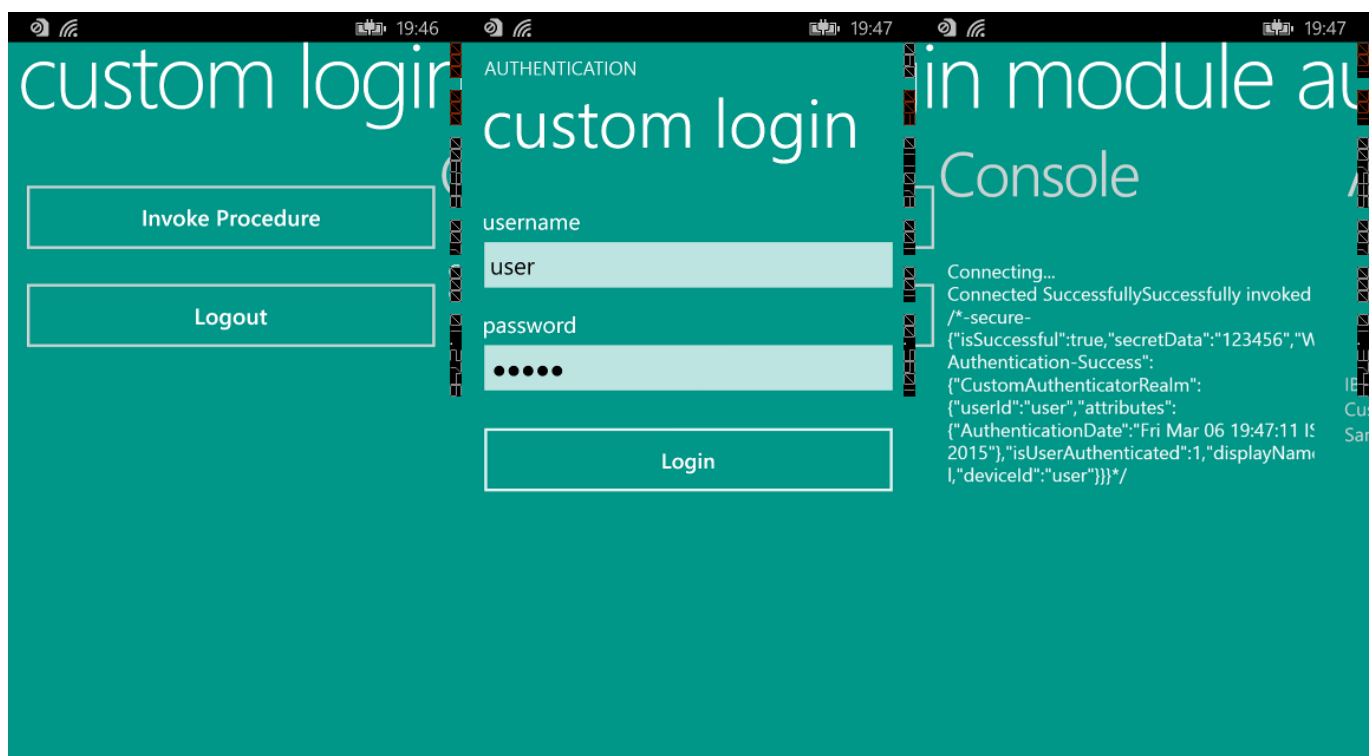 19:46
custom login
Invoke Procedure
Logout
19:47
AUTHENTICATION
custom login
username
user
password
●●●●●
Login
19:47
in module au
Console
Connecting...
Connected SuccessfullySuccessfully invoked
/*-secure-
{"isSuccessful":true,"secretData":"123456","W
Authentication-Success":
{"CustomAuthenticatorRealm":
{"userId":"user","attributes":
{"AuthenticationDate":"Fri Mar 06 19:47:11 IS
2015"},"isUserAuthenticated":1,"displayNam
l,"deviceId":"user"}}}*/
Cus